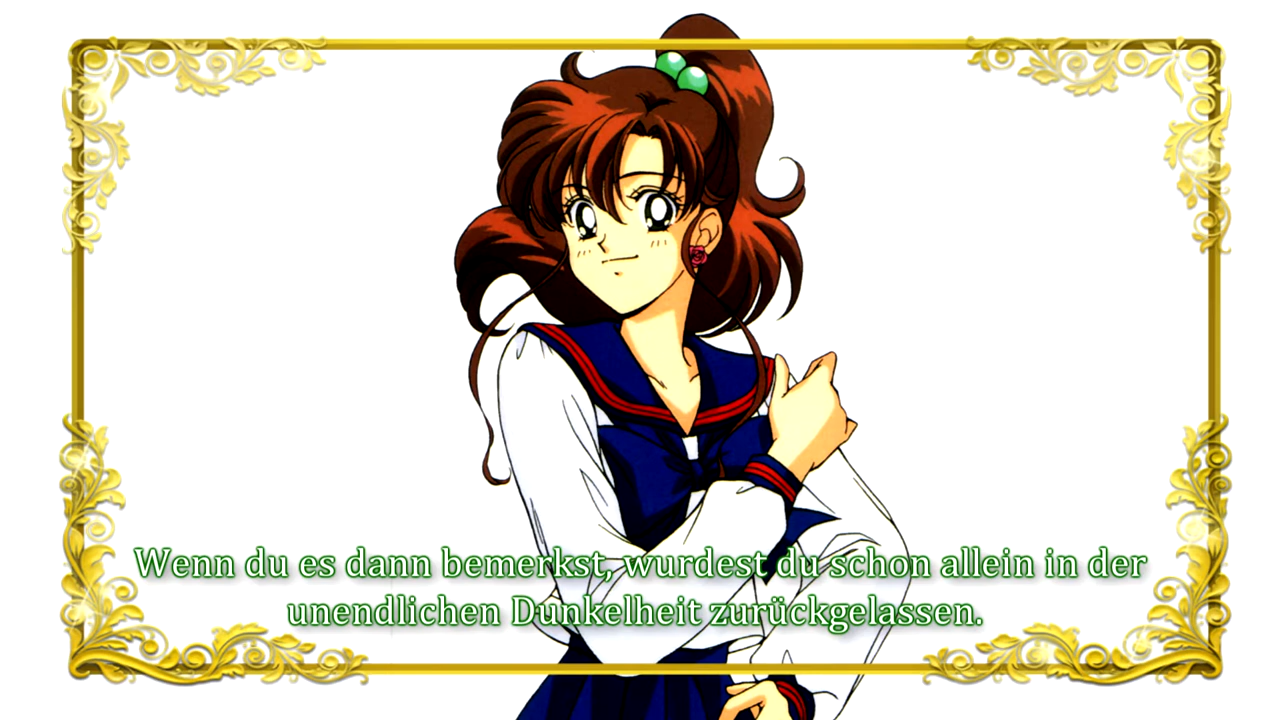 Wenn du es dann bemerkst, wurdest du schon allein in der
unendlichen Dunkelheit zurückgelassen.